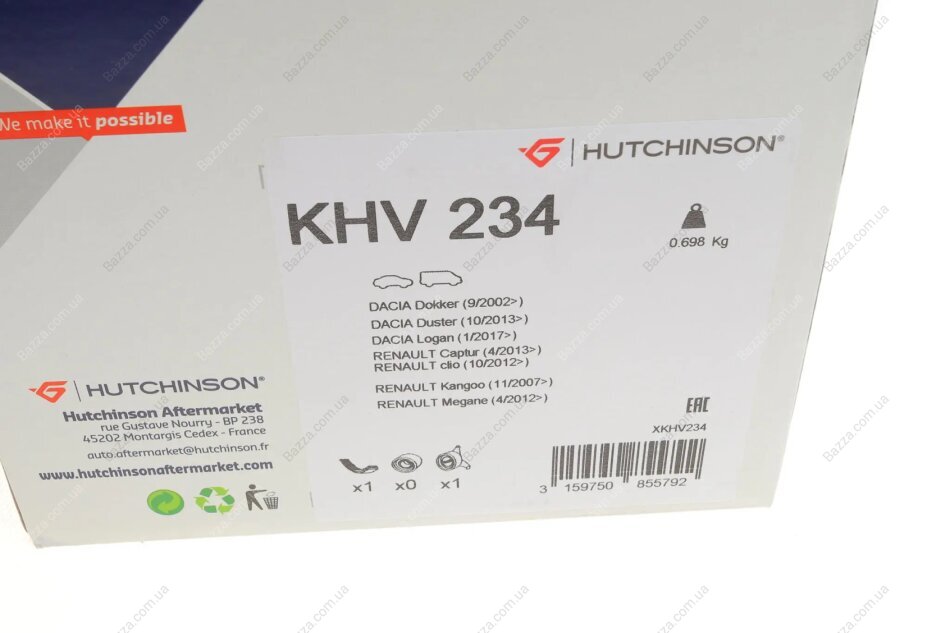 We make it possible
HUTCHINSON®
KHV 234
0.698 Kg
DACIA Dokker (9/2002>)
DACIA Duster (10/2013>)
DACIA Logan (1/2017>)
RENAULT Captur (4/2013>)
RENAULT clio (10/2012>)
RENAULT Kangoo (11/2007>)
RENAULT Megane (4/2012>)
EAC
XKHV234
x1 x0 x1
3 159750 855792
HUTCHINSON®
Hutchinson Aftermarket
rue Gustave Nourry - BP 238
45202 Montargis Cedex - France
auto.aftermarket@hutchinson.fr
www.hutchinsonaftermarket.com
Bazza.com.ua